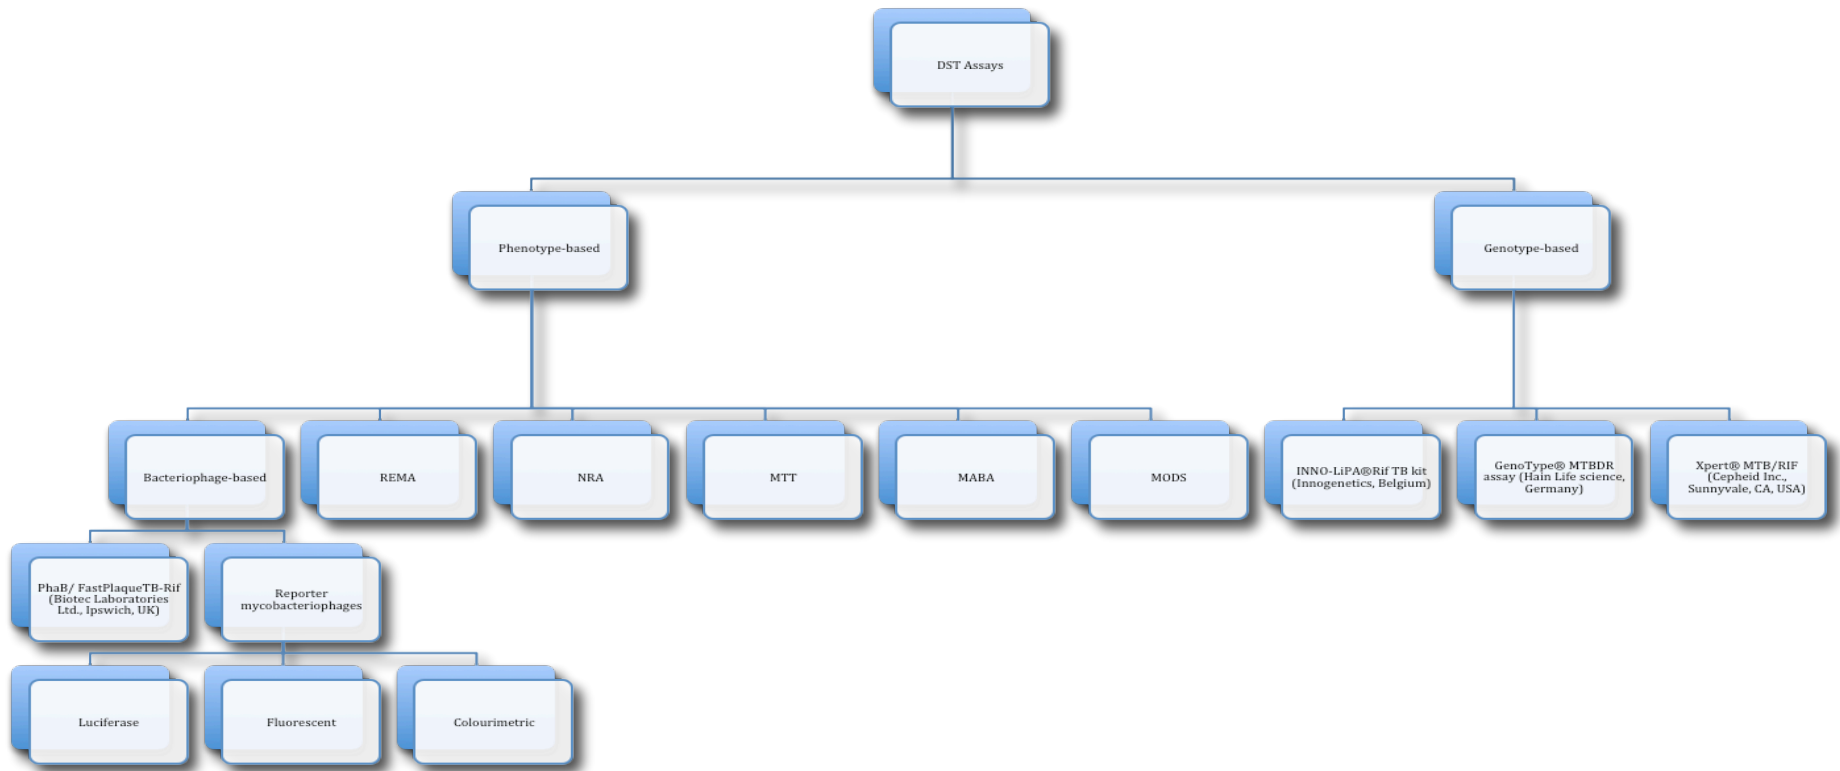 DST Assays
Phenotype-based
Genotype-based
Bacteriophage-based
REMA
NRA
MTT
MABA
MODS
INNO-LiPA®Rif TB kit
(Innogenetics, Belgium)
GenoType® MTBDR
assay (Hain Life science,
Germany)
Xpert® MTB/RIF
(Cepheid Inc.,
Sunnyvale, CA, USA)
PhaB/ FastPlaqueTB-Rif
(Biotec Laboratories
Ltd., Ipswich, UK)
Reporter
mycobacteriophages
Luciferase
Fluorescent
Colourimetric